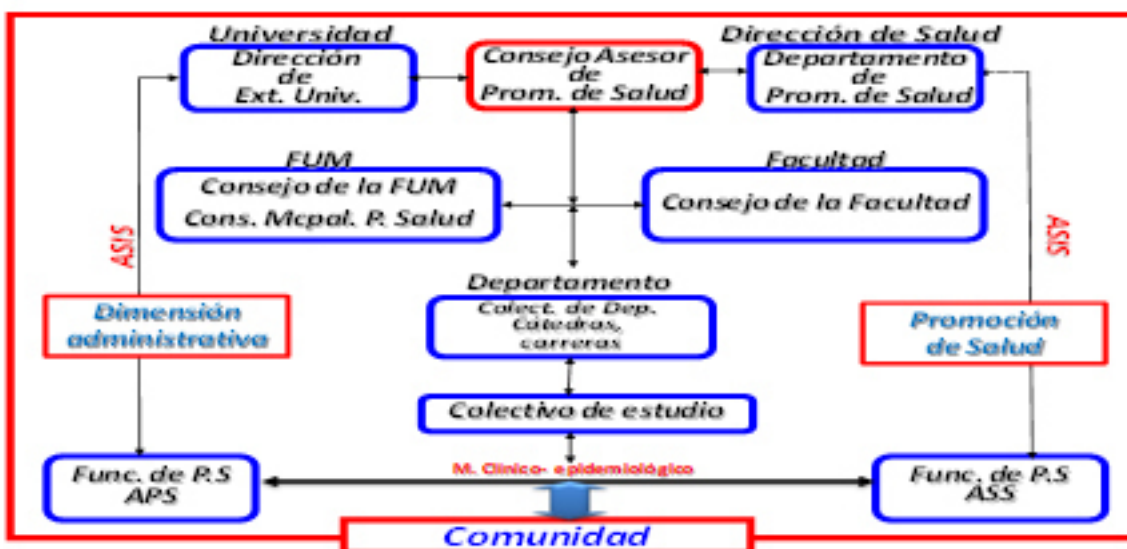 Universidad
Dirección
de
Ext. Univ.
Consejo Asesor
de
Prom. de Salud
Dirección de Salud
Departamento
de
Prom. de Salud
FUM
Consejo de la FUM
Cons. Mcpal. P. Salud
Facultad
Consejo de la Facultad
ASIS
ASIS
Departamento
Colect. de Dep.
Cátedras,
carreras
Dimensión
administrativa
Promoción
de Salud
Colectivo de estudio
M. Clínico- epidemiológico
Func. de P.S
APS
Func. de P.S
ASS
Comunidad